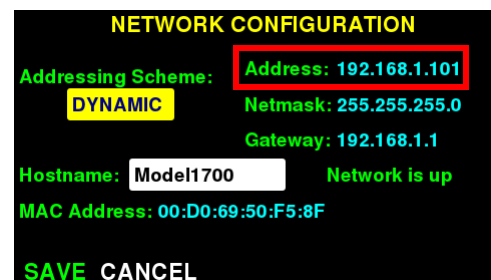 NETWORK CONFIGURATION
Addressing Scheme:
DYNAMIC
Address: 192.168.1.101
Netmask: 255.255.255.0
Gateway: 192.168.1.1
Hostname: Model1700
Network is up
MAC Address: 00:D0:69:50:F5:8F
SAVE CANCEL